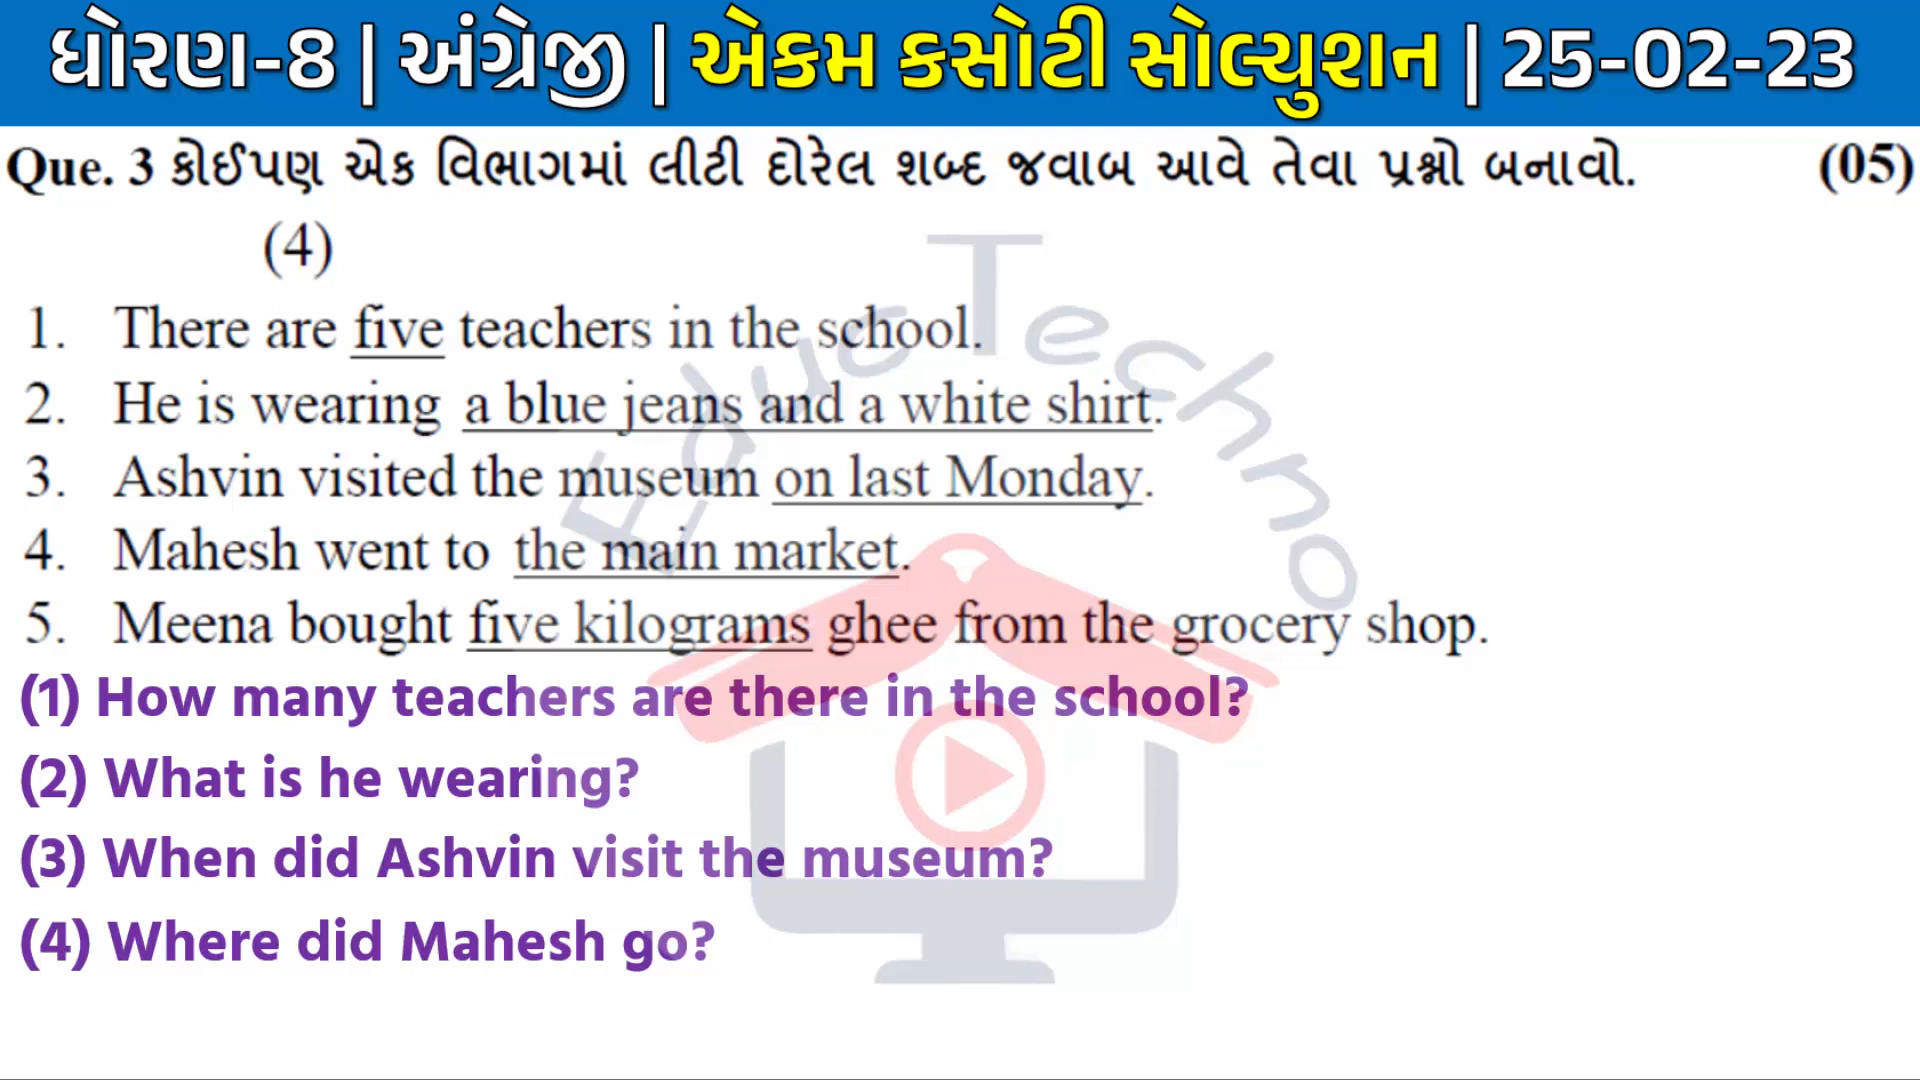 ધોરણ-8 | અંગ્રેજી | એકમ કસોટી સોલ્યુશન | 25-02-23
Que. 3 કોઈપણ એક વિભાગમાં લીટી દોરેલ શબ્દ જવાબ આવે તેવા પ્રશ્નો બનાવો. (05)
(4)
1. There are five teachers in the school.
2. He is wearing a blue jeans and a white shirt.
3. Ashvin visited the museum on last Monday.
4. Mahesh went to the main market.
5. Meena bought five kilograms ghee from the grocery shop.
(1) How many teachers are there in the school?
(2) What is he wearing?
(3) When did Ashvin visit the museum?
(4) Where did Mahesh go?
EducTechno